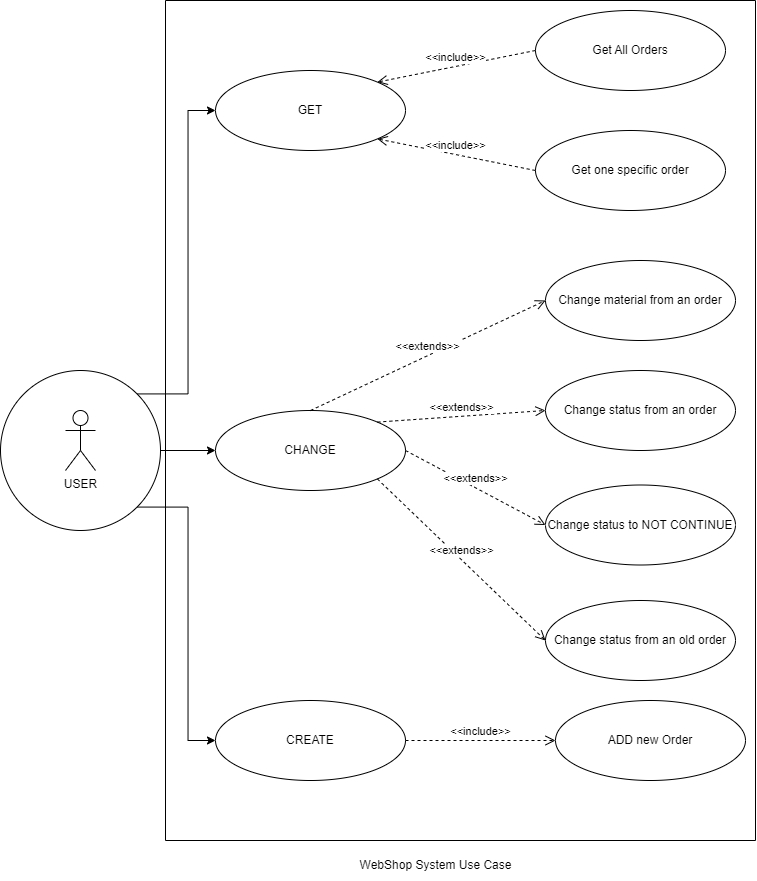 <<include>>
Get All Orders
GET
<<include>>
Get one specific order
Change material from an order
<<extends>>
<<extends>>
Change status from an order
USER
CHANGE
<<extends>>
Change status to NOT CONTINUE
<<extends>>
Change status from an old order
CREATE
<<include>>
ADD new Order
WebShop System Use Case